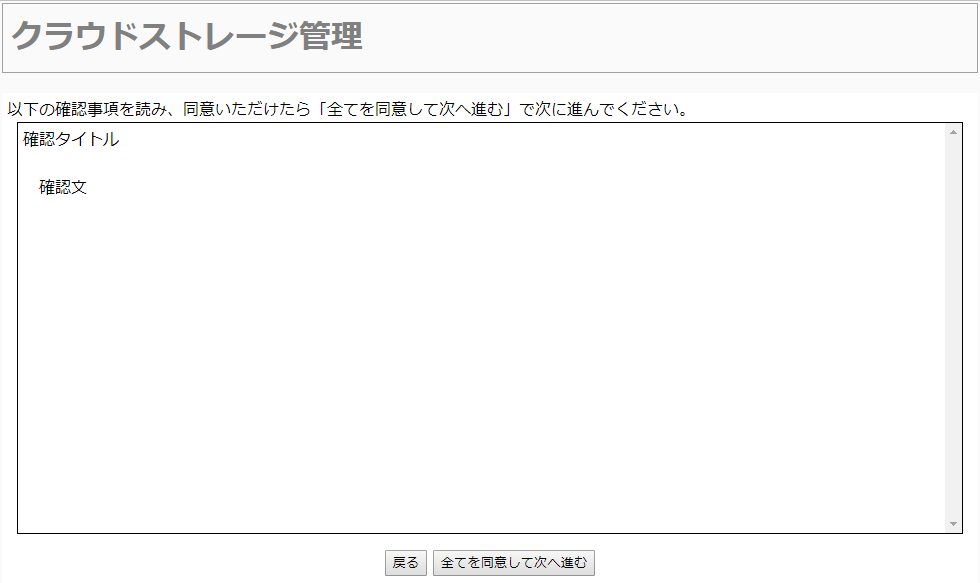 クラウドストレージ管理
以下の確認事項を読み、同意いただけたら「全てを同意して次へ進む」で次に進んでください。
確認タイトル
確認文
戻る 全てを同意して次へ進む